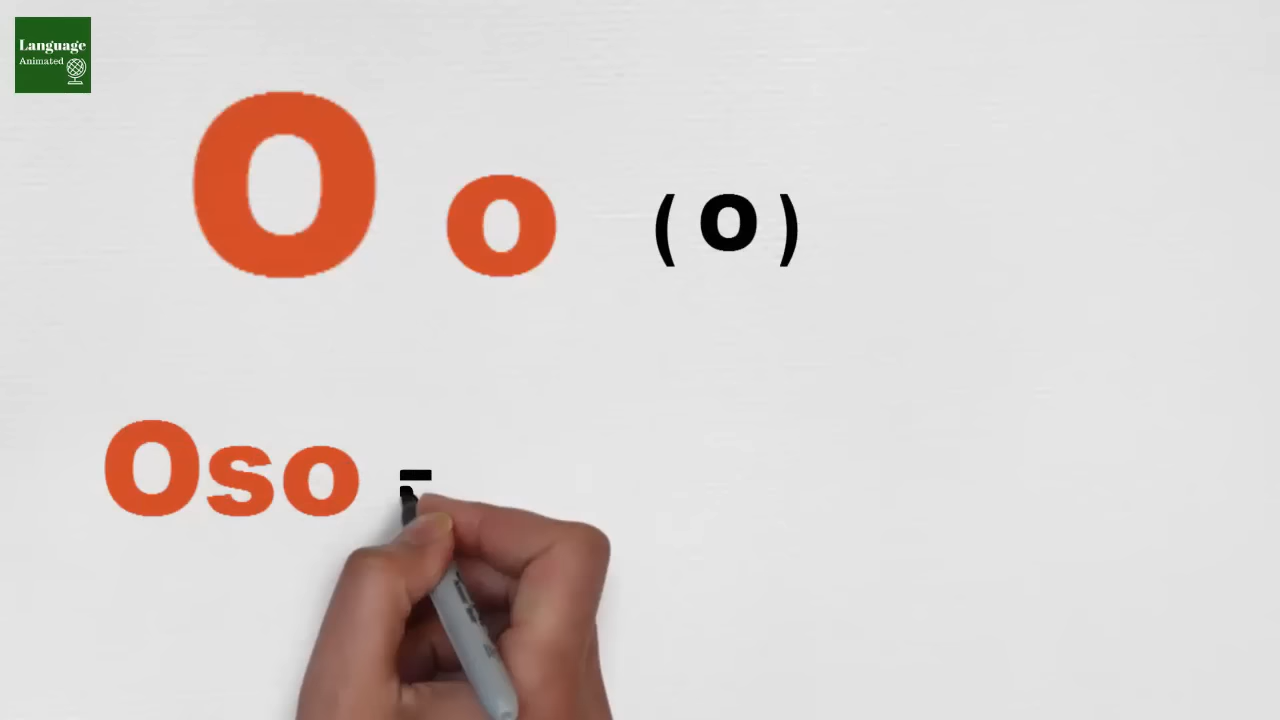 Language
Animated
O o (o)
Oso =